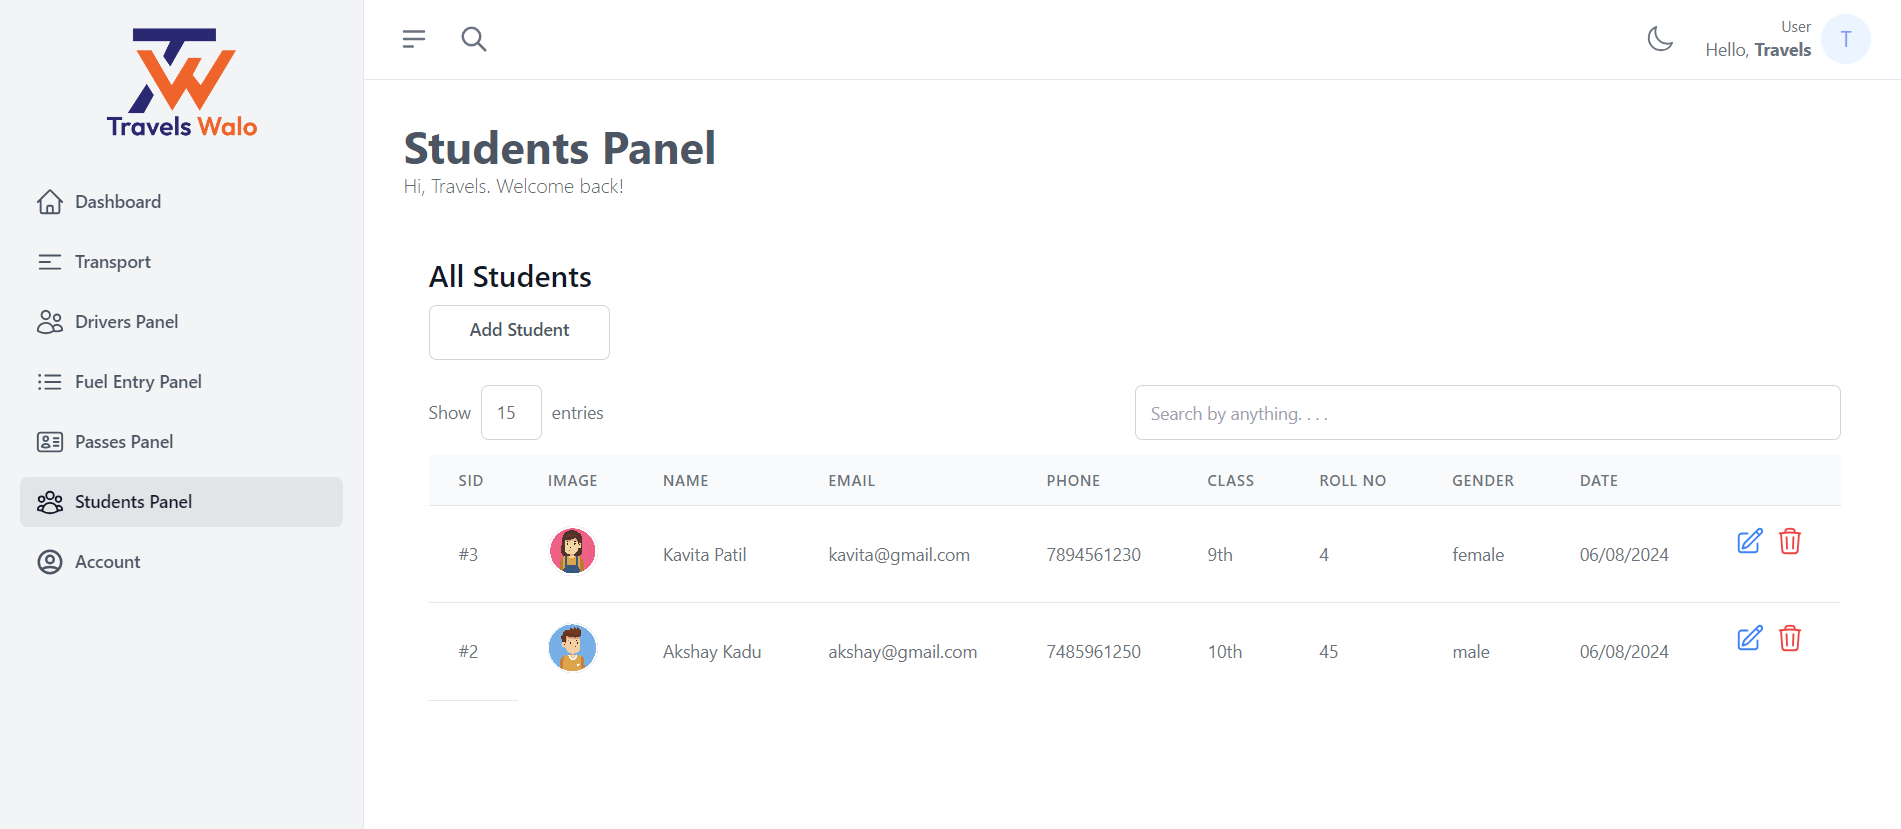 Travels Walo
Dashboard
Transport
Drivers Panel
Fuel Entry Panel
Passes Panel
Students Panel
Account
User
Hello, Travels
T
Students Panel
Hi, Travels. Welcome back!
All Students
Add Student
Show 15 entries
Search by anything. . . .
SID IMAGE NAME EMAIL PHONE CLASS ROLL NO GENDER DATE
#3 Kavita Patil kavita@gmail.com 7894561230 9th 4 female 06/08/2024
#2 Akshay Kadu akshay@gmail.com 7485961250 10th 45 male 06/08/2024